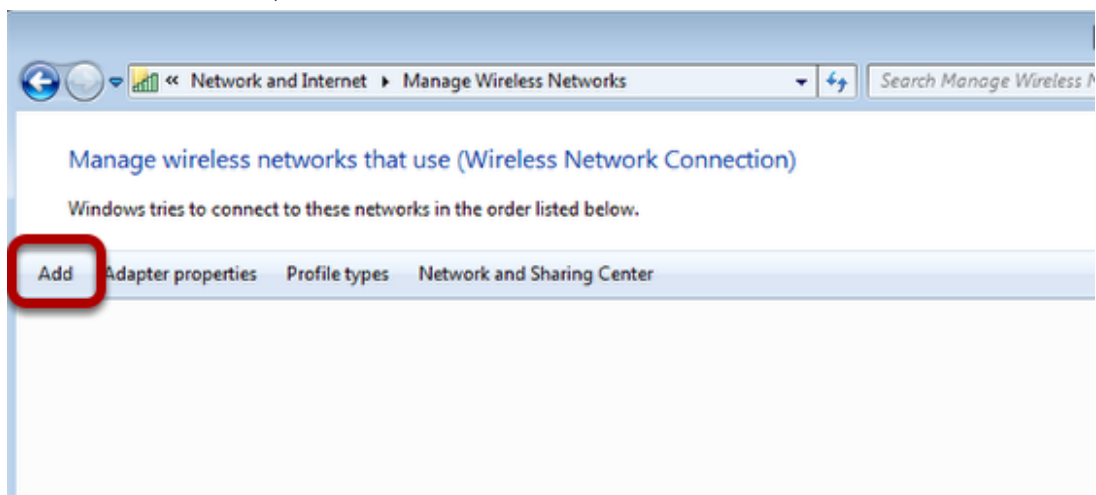 « Network and Internet ▸ Manage Wireless Networks
Search Manage Wireless
Manage wireless networks that use (Wireless Network Connection)
Windows tries to connect to these networks in the order listed below.
Add Adapter properties Profile types Network and Sharing Center